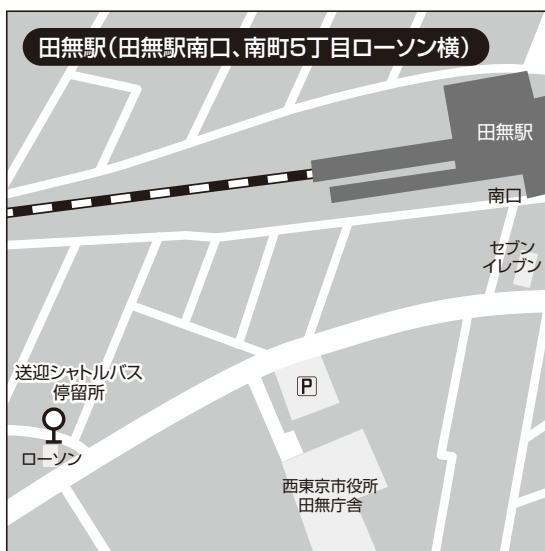 田無駅(田無駅南口、南町5丁目ローソン横)
田無駅
南口
セブン
イレブン
送迎シャトルバス
停留所
P
ローソン
西東京市役所
田無庁舎